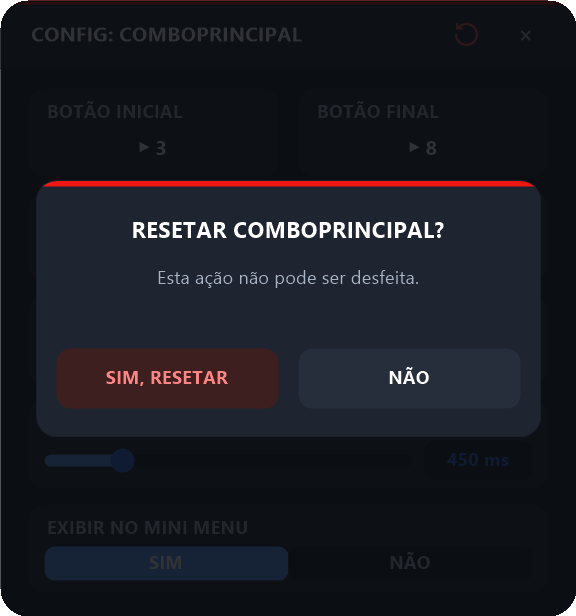 CONFIG: COMBOPRINCIPAL ×
BOTÃO INICIAL BOTÃO FINAL
▶ 3 ▶ 8
RESETAR COMBOPRINCIPAL?
Esta ação não pode ser desfeita.
SIM, RESETAR NÃO
450 ms
EXIBIR NO MINI MENU
SIM NÃO